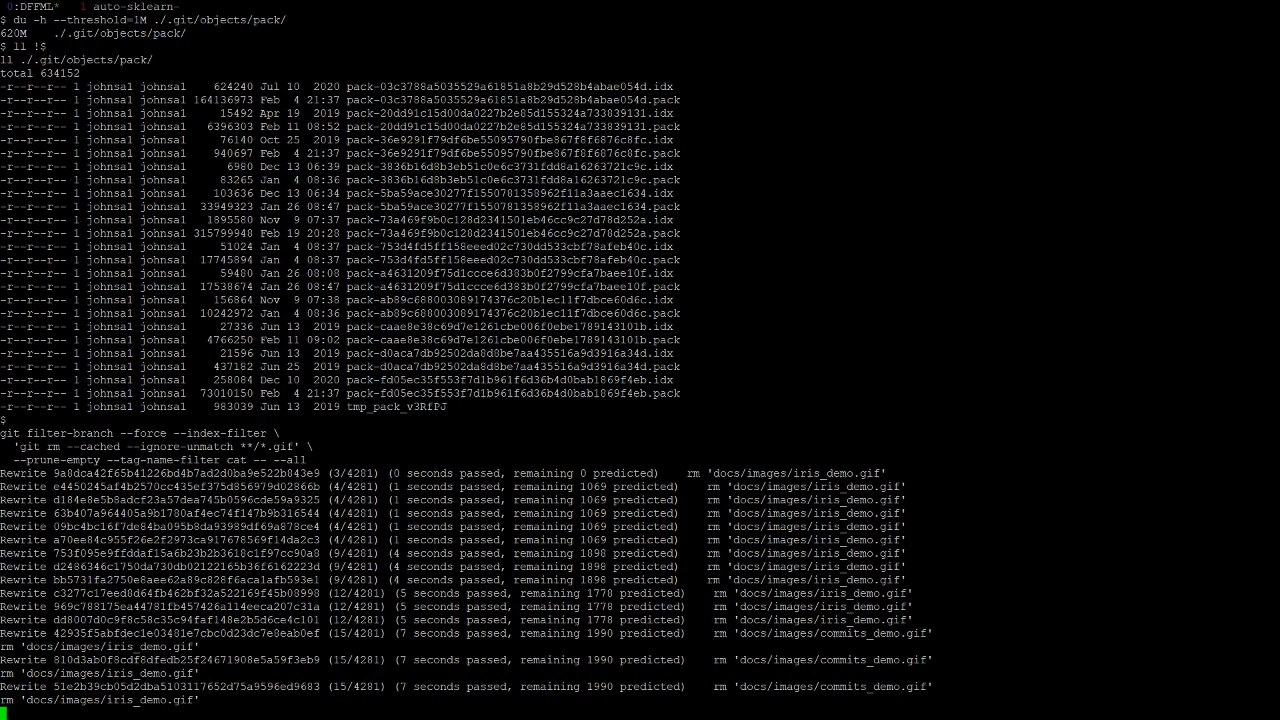 0:DFFML* 1 auto-sklearn-
$ du -h --threshold=1M ./.git/objects/pack/
620M ./.git/objects/pack/
$ ll !$
ll ./.git/objects/pack/
total 634152
-r--r--r-- 1 johnsa1 johnsa1 624240 Jul 10 2020 pack-03c3788a5035529a61851a8b29d528b4abae054d.idx
-r--r--r-- 1 johnsa1 johnsa1 164136973 Feb 4 21:37 pack-03c3788a5035529a61851a8b29d528b4abae054d.pack
-r--r--r-- 1 johnsa1 johnsa1 15492 Apr 19 2019 pack-20dd91c15d00da0227b2e85d155324a733839131.idx
-r--r--r-- 1 johnsa1 johnsa1 6396303 Feb 11 08:52 pack-20dd91c15d00da0227b2e85d155324a733839131.pack
-r--r--r-- 1 johnsa1 johnsa1 76140 Oct 25 2019 pack-36e9291f79df6be55095790fbe867f8f6876c8fc.idx
-r--r--r-- 1 johnsa1 johnsa1 940697 Feb 4 21:37 pack-36e9291f79df6be55095790fbe867f8f6876c8fc.pack
-r--r--r-- 1 johnsa1 johnsa1 6980 Dec 13 06:39 pack-3836b16d8b3eb51c0e6c3731fdd8a16263721c9c.idx
-r--r--r-- 1 johnsa1 johnsa1 83265 Jan 4 08:36 pack-3836b16d8b3eb51c0e6c3731fdd8a16263721c9c.pack
-r--r--r-- 1 johnsa1 johnsa1 103636 Dec 13 06:34 pack-5ba59ace30277f1550781358962f11a3aaec1634.idx
-r--r--r-- 1 johnsa1 johnsa1 33949323 Jan 26 08:47 pack-5ba59ace30277f1550781358962f11a3aaec1634.pack
-r--r--r-- 1 johnsa1 johnsa1 1895580 Nov 9 07:37 pack-73a469f9b0c128d2341501eb46cc9c27d78d252a.idx
-r--r--r-- 1 johnsa1 johnsa1 315799948 Feb 19 20:28 pack-73a469f9b0c128d2341501eb46cc9c27d78d252a.pack
-r--r--r-- 1 johnsa1 johnsa1 51024 Jan 4 08:37 pack-753d4fd5ff158eeed02c730dd533cbf78afeb40c.idx
-r--r--r-- 1 johnsa1 johnsa1 17745894 Jan 4 08:37 pack-753d4fd5ff158eeed02c730dd533cbf78afeb40c.pack
-r--r--r-- 1 johnsa1 johnsa1 59480 Jan 26 08:08 pack-a4631209f75d1ccce6d383b0f2799cfa7baee10f.idx
-r--r--r-- 1 johnsa1 johnsa1 17538674 Jan 26 08:47 pack-a4631209f75d1ccce6d383b0f2799cfa7baee10f.pack
-r--r--r-- 1 johnsa1 johnsa1 156864 Nov 9 07:38 pack-ab89c688003089174376c20b1ec11f7dbce60d6c.idx
-r--r--r-- 1 johnsa1 johnsa1 10242972 Jan 4 08:36 pack-ab89c688003089174376c20b1ec11f7dbce60d6c.pack
-r--r--r-- 1 johnsa1 johnsa1 27336 Jun 13 2019 pack-caae8e38c69d7e1261cbe006f0ebe1789143101b.idx
-r--r--r-- 1 johnsa1 johnsa1 4766250 Feb 11 09:02 pack-caae8e38c69d7e1261cbe006f0ebe1789143101b.pack
-r--r--r-- 1 johnsa1 johnsa1 21596 Jun 13 2019 pack-d0aca7db92502da8d8be7aa435516a9d3916a34d.idx
-r--r--r-- 1 johnsa1 johnsa1 437182 Jun 25 2019 pack-d0aca7db92502da8d8be7aa435516a9d3916a34d.pack
-r--r--r-- 1 johnsa1 johnsa1 258084 Dec 10 2020 pack-fd05ec35f553f7d1b961f6d36b4d0bab1869f4eb.idx
-r--r--r-- 1 johnsa1 johnsa1 73010150 Feb 4 21:37 pack-fd05ec35f553f7d1b961f6d36b4d0bab1869f4eb.pack
-r--r--r-- 1 johnsa1 johnsa1 983039 Jun 13 2019 tmp_pack_v3RfPJ
$
git filter-branch --force --index-filter \
'git rm --cached --ignore-unmatch **/*.gif' \
--prune-empty --tag-name-filter cat -- --all
Rewrite 9a8dca42f65b41226bd4b7ad2d0ba9e522b843e9 (3/4281) (0 seconds passed, remaining 0 predicted) rm 'docs/images/iris_demo.gif'
Rewrite e4450245af4b2570cc435ef375d856979d02866b (4/4281) (1 seconds passed, remaining 1069 predicted) rm 'docs/images/iris_demo.gif'
Rewrite d184e8e5b8adcf23a57dea745b0596cde59a9325 (4/4281) (1 seconds passed, remaining 1069 predicted) rm 'docs/images/iris_demo.gif'
Rewrite 63b407a964405a9b1780af4ec74f147b9b316544 (4/4281) (1 seconds passed, remaining 1069 predicted) rm 'docs/images/iris_demo.gif'
Rewrite 09bc4bc16f7de84ba095b8da93989df69a878ce4 (4/4281) (1 seconds passed, remaining 1069 predicted) rm 'docs/images/iris_demo.gif'
Rewrite a70ee84c955f26e2f2973ca917678569f14da2c3 (4/4281) (1 seconds passed, remaining 1069 predicted) rm 'docs/images/iris_demo.gif'
Rewrite 753f095e9ffddaf15a6b23b2b3618c1f97cc90a8 (9/4281) (4 seconds passed, remaining 1898 predicted) rm 'docs/images/iris_demo.gif'
Rewrite d2486346223c1750da730db02122165b3d6f162c (9/4281) (4 seconds passed, remaining 1898 predicted) rm 'docs/images/iris_demo.gif'
Rewrite bb5731fa2750e8aee62a89c828f6aca1afb593e1 (9/4281) (4 seconds passed, remaining 1898 predicted) rm 'docs/images/iris_demo.gif'
Rewrite c3277c17eed8d64fb62d522169f45b08998 (12/4281) (5 seconds passed, remaining 1778 predicted) rm 'docs/images/iris_demo.gif'
Rewrite 969c788175ea44781fb457426a114eeca207c31a (12/4281) (5 seconds passed, remaining 1778 predicted) rm 'docs/images/iris_demo.gif'
Rewrite dd8007d0c9f8c58c35c94faf58d2516ce6e4c101 (12/4281) (5 seconds passed, remaining 1778 predicted) rm 'docs/images/iris_demo.gif'
Rewrite 42935f5abfdec1e03481e7cbc0d23dc7e8eab0ef (15/4281) (7 seconds passed, remaining 1990 predicted) rm 'docs/images/commits_demo.gif'
rm 'docs/images/iris_demo.gif'
Rewrite 810d3ab0f8cdf8dfedb25f24671908e5a59f3eb9 (15/4281) (7 seconds passed, remaining 1990 predicted) rm 'docs/images/commits_demo.gif'
rm 'docs/images/iris_demo.gif'
Rewrite 51e2b39cb05d2dba5103117652d75a9596ed9683 (15/4281) (7 seconds passed, remaining 1990 predicted) rm 'docs/images/commits_demo.gif'
rm 'docs/images/iris_demo.gif'